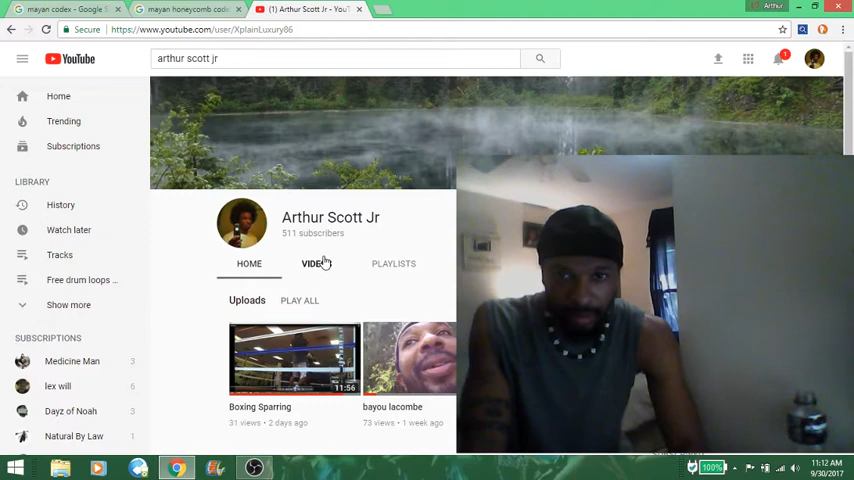 mayan codex - Google S
mayan honeycomb code
(1) Arthur Scott Jr - YouT
Arthur
Secure
https://www.youtube.com/user/XplainLuxury86
YouTube
arthur scott jr
1
Home
Trending
Subscriptions
LIBRARY
History
Watch later
Tracks
Free drum loops ...
Show more
SUBSCRIPTIONS
Medicine Man 3
lex will 6
Dayz of Noah 3
Natural By Law 1
Arthur Scott Jr
511 subscribers
HOME
PLAYLISTS
Uploads
PLAY ALL
11:56
Boxing Sparring
31 views • 2 days ago
bayou lacombe
73 views • 1 week ago
100%
11:12 AM
9/30/2017